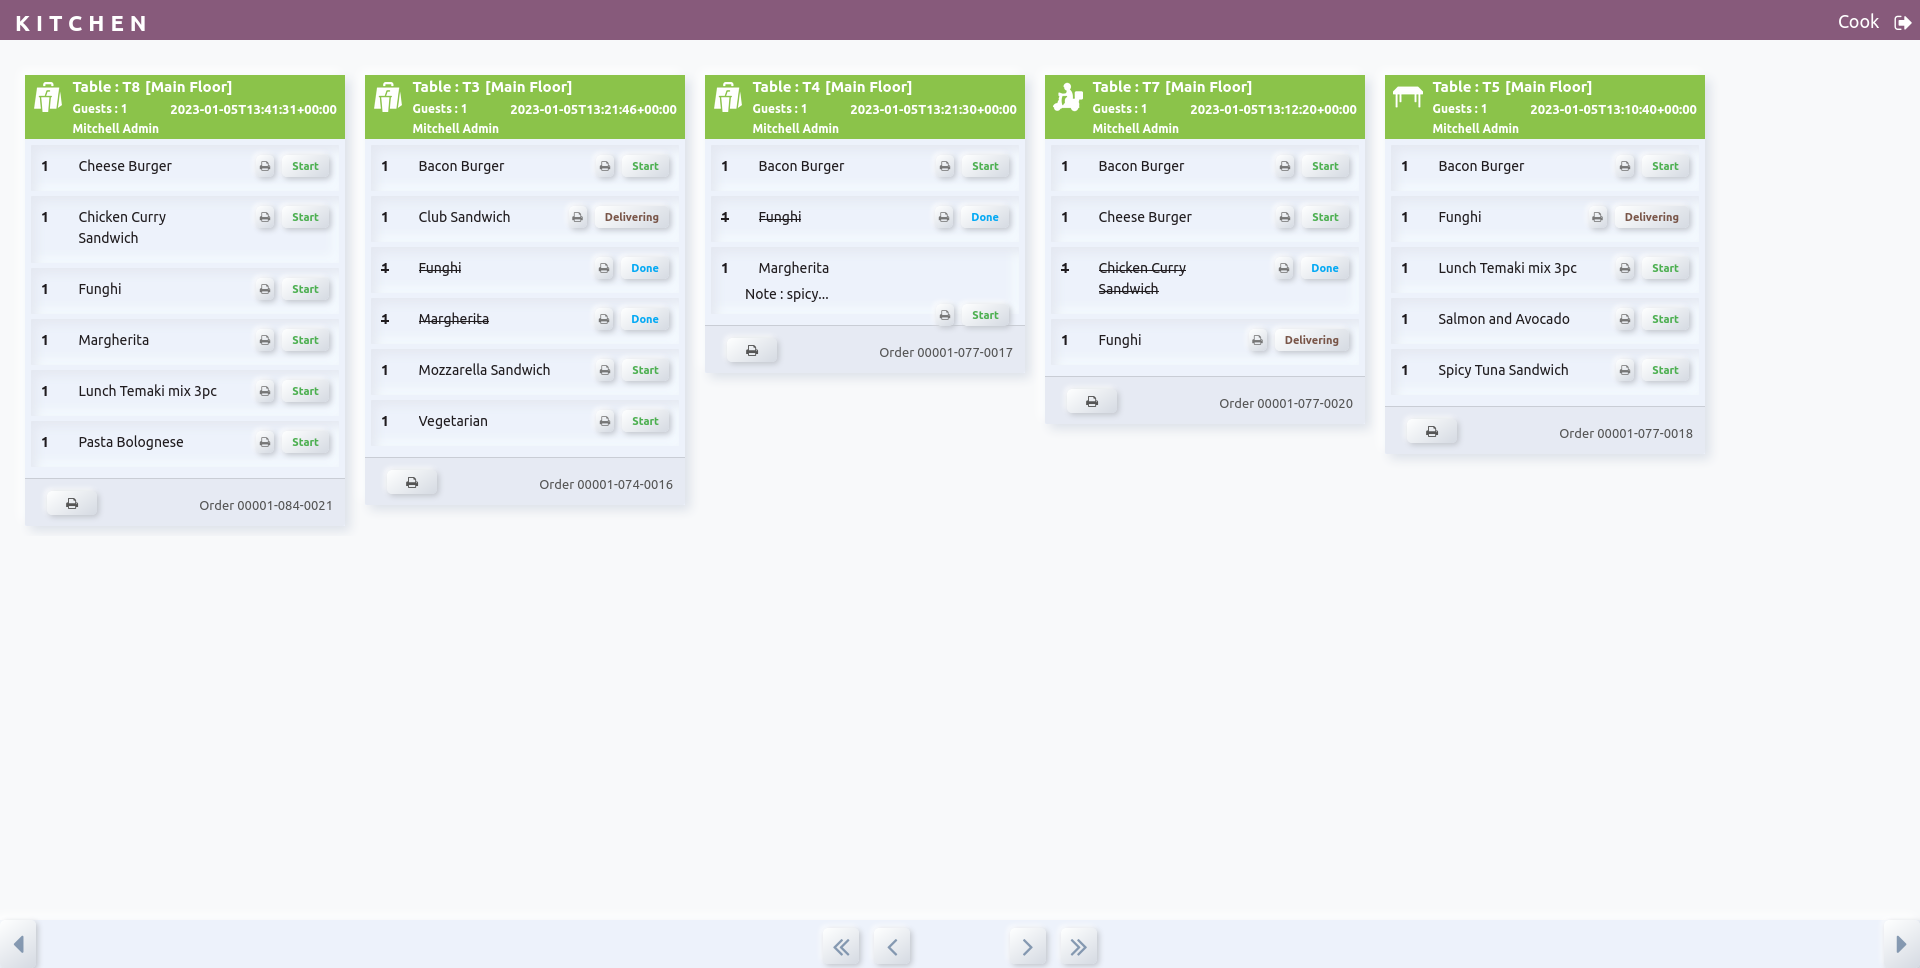 KITCHEN
Cook
Table : T8 [Main Floor]
Guests : 1 2023-01-05T13:41:31+00:00
Mitchell Admin
1 Cheese Burger Start
1 Chicken Curry Start
Sandwich
1 Funghi Start
1 Margherita Start
1 Lunch Temaki mix 3pc Start
1 Pasta Bolognese Start
Order 00001-084-0021
Table : T3 [Main Floor]
Guests : 1 2023-01-05T13:21:46+00:00
Mitchell Admin
1 Bacon Burger Start
1 Club Sandwich Delivering
1 Funghi Done
1 Margherita Done
1 Mozzarella Sandwich Start
1 Vegetarian Start
Order 00001-074-0016
Table : T4 [Main Floor]
Guests : 1 2023-01-05T13:21:30+00:00
Mitchell Admin
1 Bacon Burger Start
1 Funghi Done
1 Margherita
Note : spicy...
Start
Order 00001-077-0017
Table : T7 [Main Floor]
Guests : 1 2023-01-05T13:12:20+00:00
Mitchell Admin
1 Bacon Burger Start
1 Cheese Burger Start
1 Chicken Curry Done
Sandwich
1 Funghi Delivering
Order 00001-077-0020
Table : T5 [Main Floor]
Guests : 1 2023-01-05T13:10:40+00:00
Mitchell Admin
1 Bacon Burger Start
1 Funghi Delivering
1 Lunch Temaki mix 3pc Start
1 Salmon and Avocado Start
1 Spicy Tuna Sandwich Start
Order 00001-077-0018